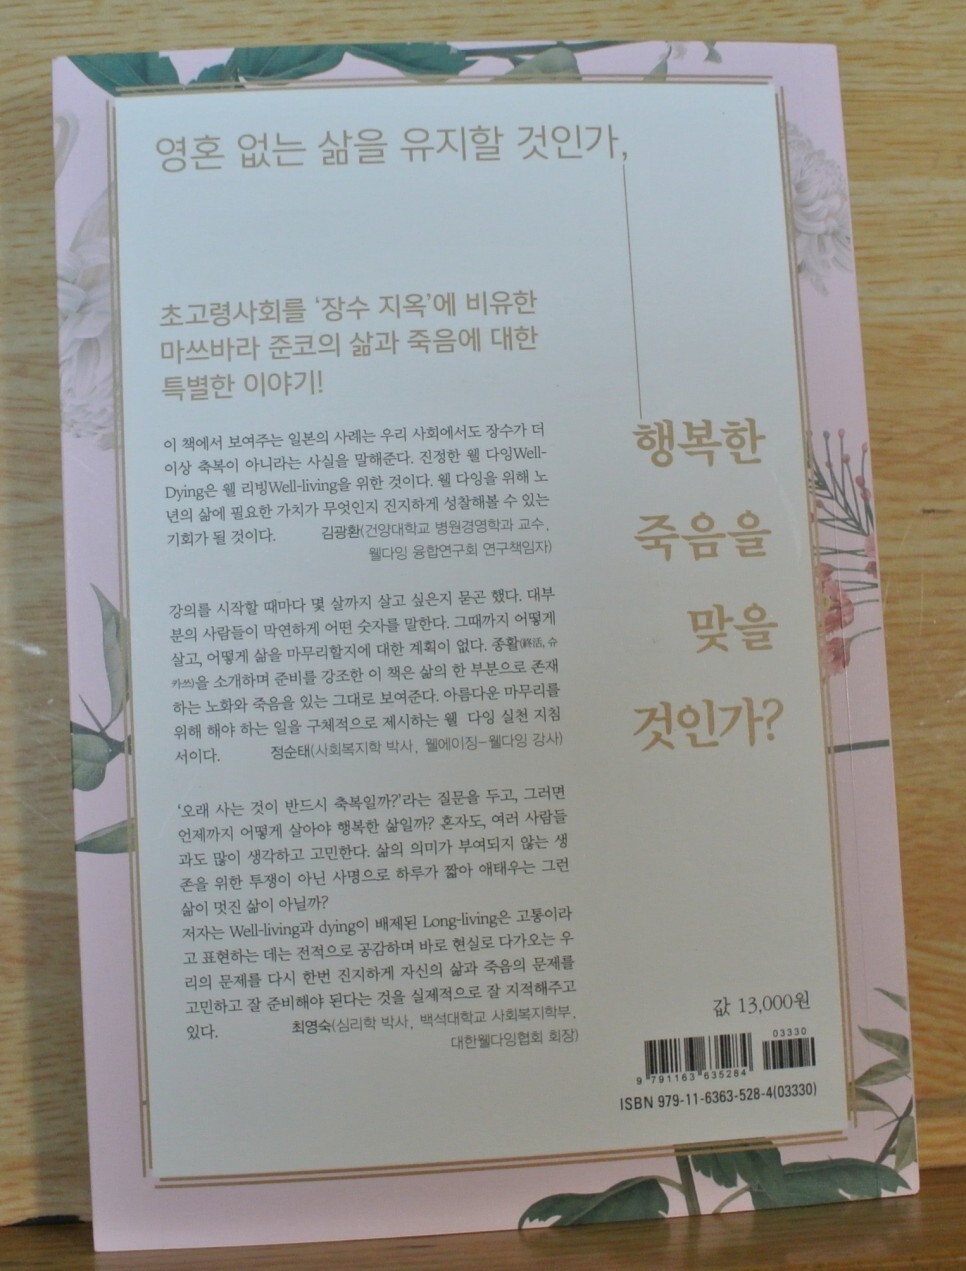 영혼 없는 삶을 유지할 것인가,
행복한
죽음을
맞을
것인가?
초고령사회를 ‘장수 지옥’에 비유한
마쓰바라 준코의 삶과 죽음에 대한
특별한 이야기!
이 책에서 보여주는 일본의 사례는 우리 사회에서도 장수가 더
이상 축복이 아니라는 사실을 말해준다. 진정한 웰 다잉Well-
Dying은 웰 리빙Well-living을 위한 것이다. 웰 다잉을 위해 노
년의 삶에 필요한 가치가 무엇인지 진지하게 성찰해볼 수 있는
기회가 될 것이다. 김광환(건양대학교 병원경영학과 교수,
웰다잉 융합연구회 연구책임자)
강의를 시작할 때마다 몇 살까지 살고 싶은지 묻곤 했다. 대부
분의 사람들이 막연하게 어떤 숫자를 말한다. 그때까지 어떻게
살고, 어떻게 삶을 마무리할지에 대한 계획이 없다. 종활(終活, 슈
카쓰)을 소개하며 준비를 강조한 이 책은 삶의 한 부분으로 존재
하는 노화와 죽음을 있는 그대로 보여준다. 아름다운 마무리를
위해 해야 하는 일을 구체적으로 제시하는 웰 다잉 실천 지침
서이다. 정순태(사회복지학 박사, 웰에이징–웰다잉 강사)
‘오래 사는 것이 반드시 축복일까?’라는 질문을 두고, 그러면
언제까지 어떻게 살아야 행복한 삶일까? 혼자도, 여러 사람들
과도 많이 생각하고 고민한다. 삶의 의미가 부여되지 않는 생
존을 위한 투쟁이 아닌 사명으로 하루가 짧아 애태우는 그런
삶이 멋진 삶이 아닐까?
저자는 Well-living과 dying이 배제된 Long-living은 고통이라
고 표현하는 데는 전적으로 공감하며 바로 현실로 다가오는 우
리의 문제를 다시 한번 진지하게 자신의 삶과 죽음의 문제를
고민하고 잘 준비해야 된다는 것을 실제적으로 잘 지적해주고
있다. 최영숙(심리학 박사, 백석대학교 사회복지학부,
대한웰다잉협회 회장)
값 13,000원
03330
9 791163 635284
ISBN 979-11-6363-528-4(03330)